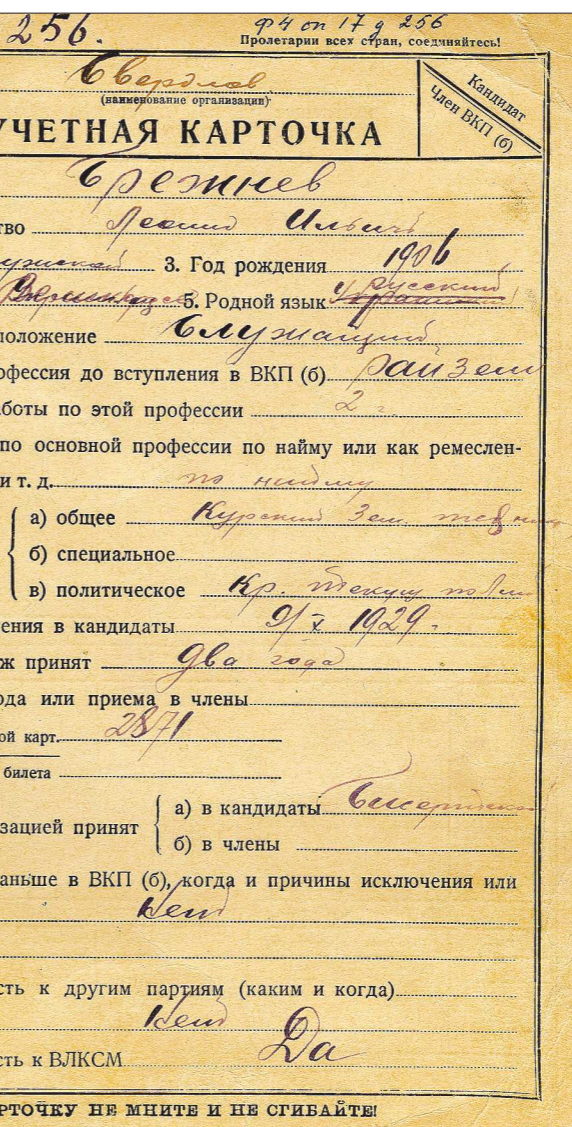 256.
Ф4 оп 17 д 256
Пролетарии всех стран, соединяйтесь!
Свердлов
(наименование организации)
Кандидат
Член ВКП (б)
УЧЕТНАЯ КАРТОЧКА
Брежнев
тво Леонид Ильич
3. Год рождения 1906
5. Родной язык русский
положение Служащий
офессия до вступления в ВКП (б)
аботы по этой профессии 2 г.
по основной профессии по найму или как ремеслен-
и т. д. по найму
а) общее Курский Зем.
б) специальное
в) политическое Кр.
ения в кандидаты 9/X 1929.
ж принят два года
ода или приема в члены
ой карт. 2871
билета
зацией принят
а) в кандидаты
б) в члены
аньше в ВКП (б), когда и причины исключения или
Нет
сть к другим партиям (каким и когда)
Нет
сть к ВЛКСМ Да
РТОЧКУ НЕ МНИТЕ И НЕ СГИБАЙТЕ!